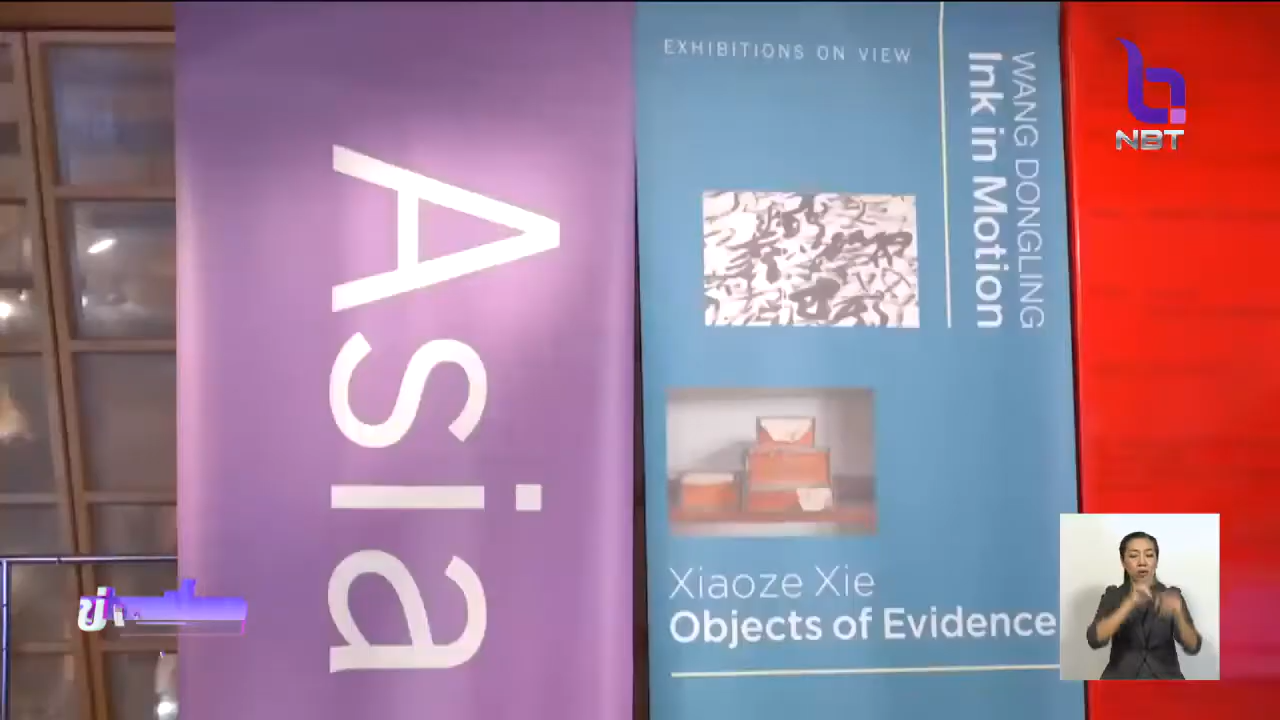 Asia
EXHIBITIONS ON VIEW
WANG DONGLING
Ink in Motion
Xiaoze Xie
Objects of Evidence
NBT